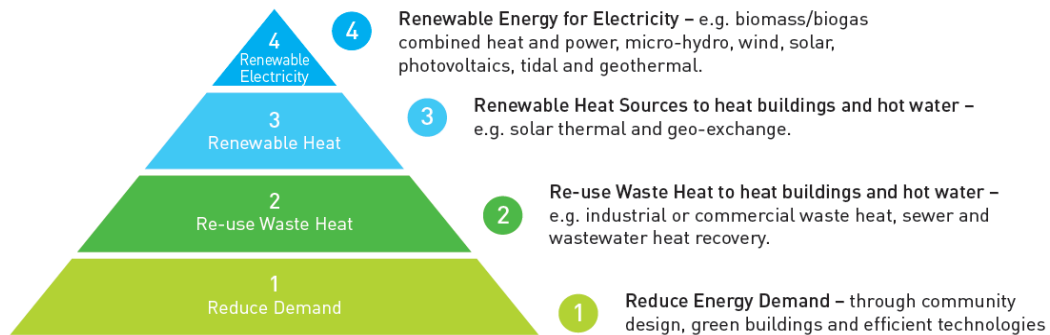 4
Renewable
Electricity
4
Renewable Energy for Electricity – e.g. biomass/biogas
combined heat and power, micro-hydro, wind, solar,
photovoltaics, tidal and geothermal.
3
Renewable Heat
3
Renewable Heat Sources to heat buildings and hot water –
e.g. solar thermal and geo-exchange.
2
Re-use Waste Heat
2
Re-use Waste Heat to heat buildings and hot water –
e.g. industrial or commercial waste heat, sewer and
wastewater heat recovery.
1
Reduce Demand
1
Reduce Energy Demand – through community
design, green buildings and efficient technologies